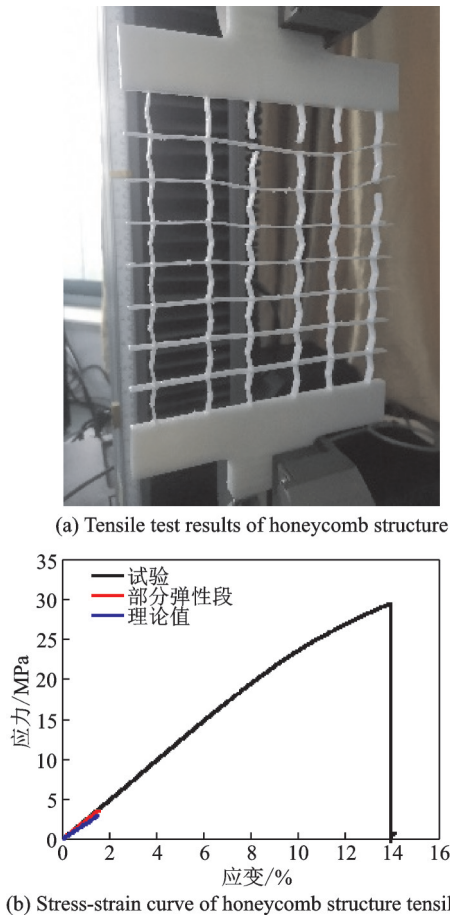 (a) Tensile test results of honeycomb structure
35
30
25
20
15
10
5
0
应力/MPa
试验
部分弹性段
理论值
0 2 4 6 8 10 12 14 16
应变/%
(b) Stress-strain curve of honeycomb structure tensil